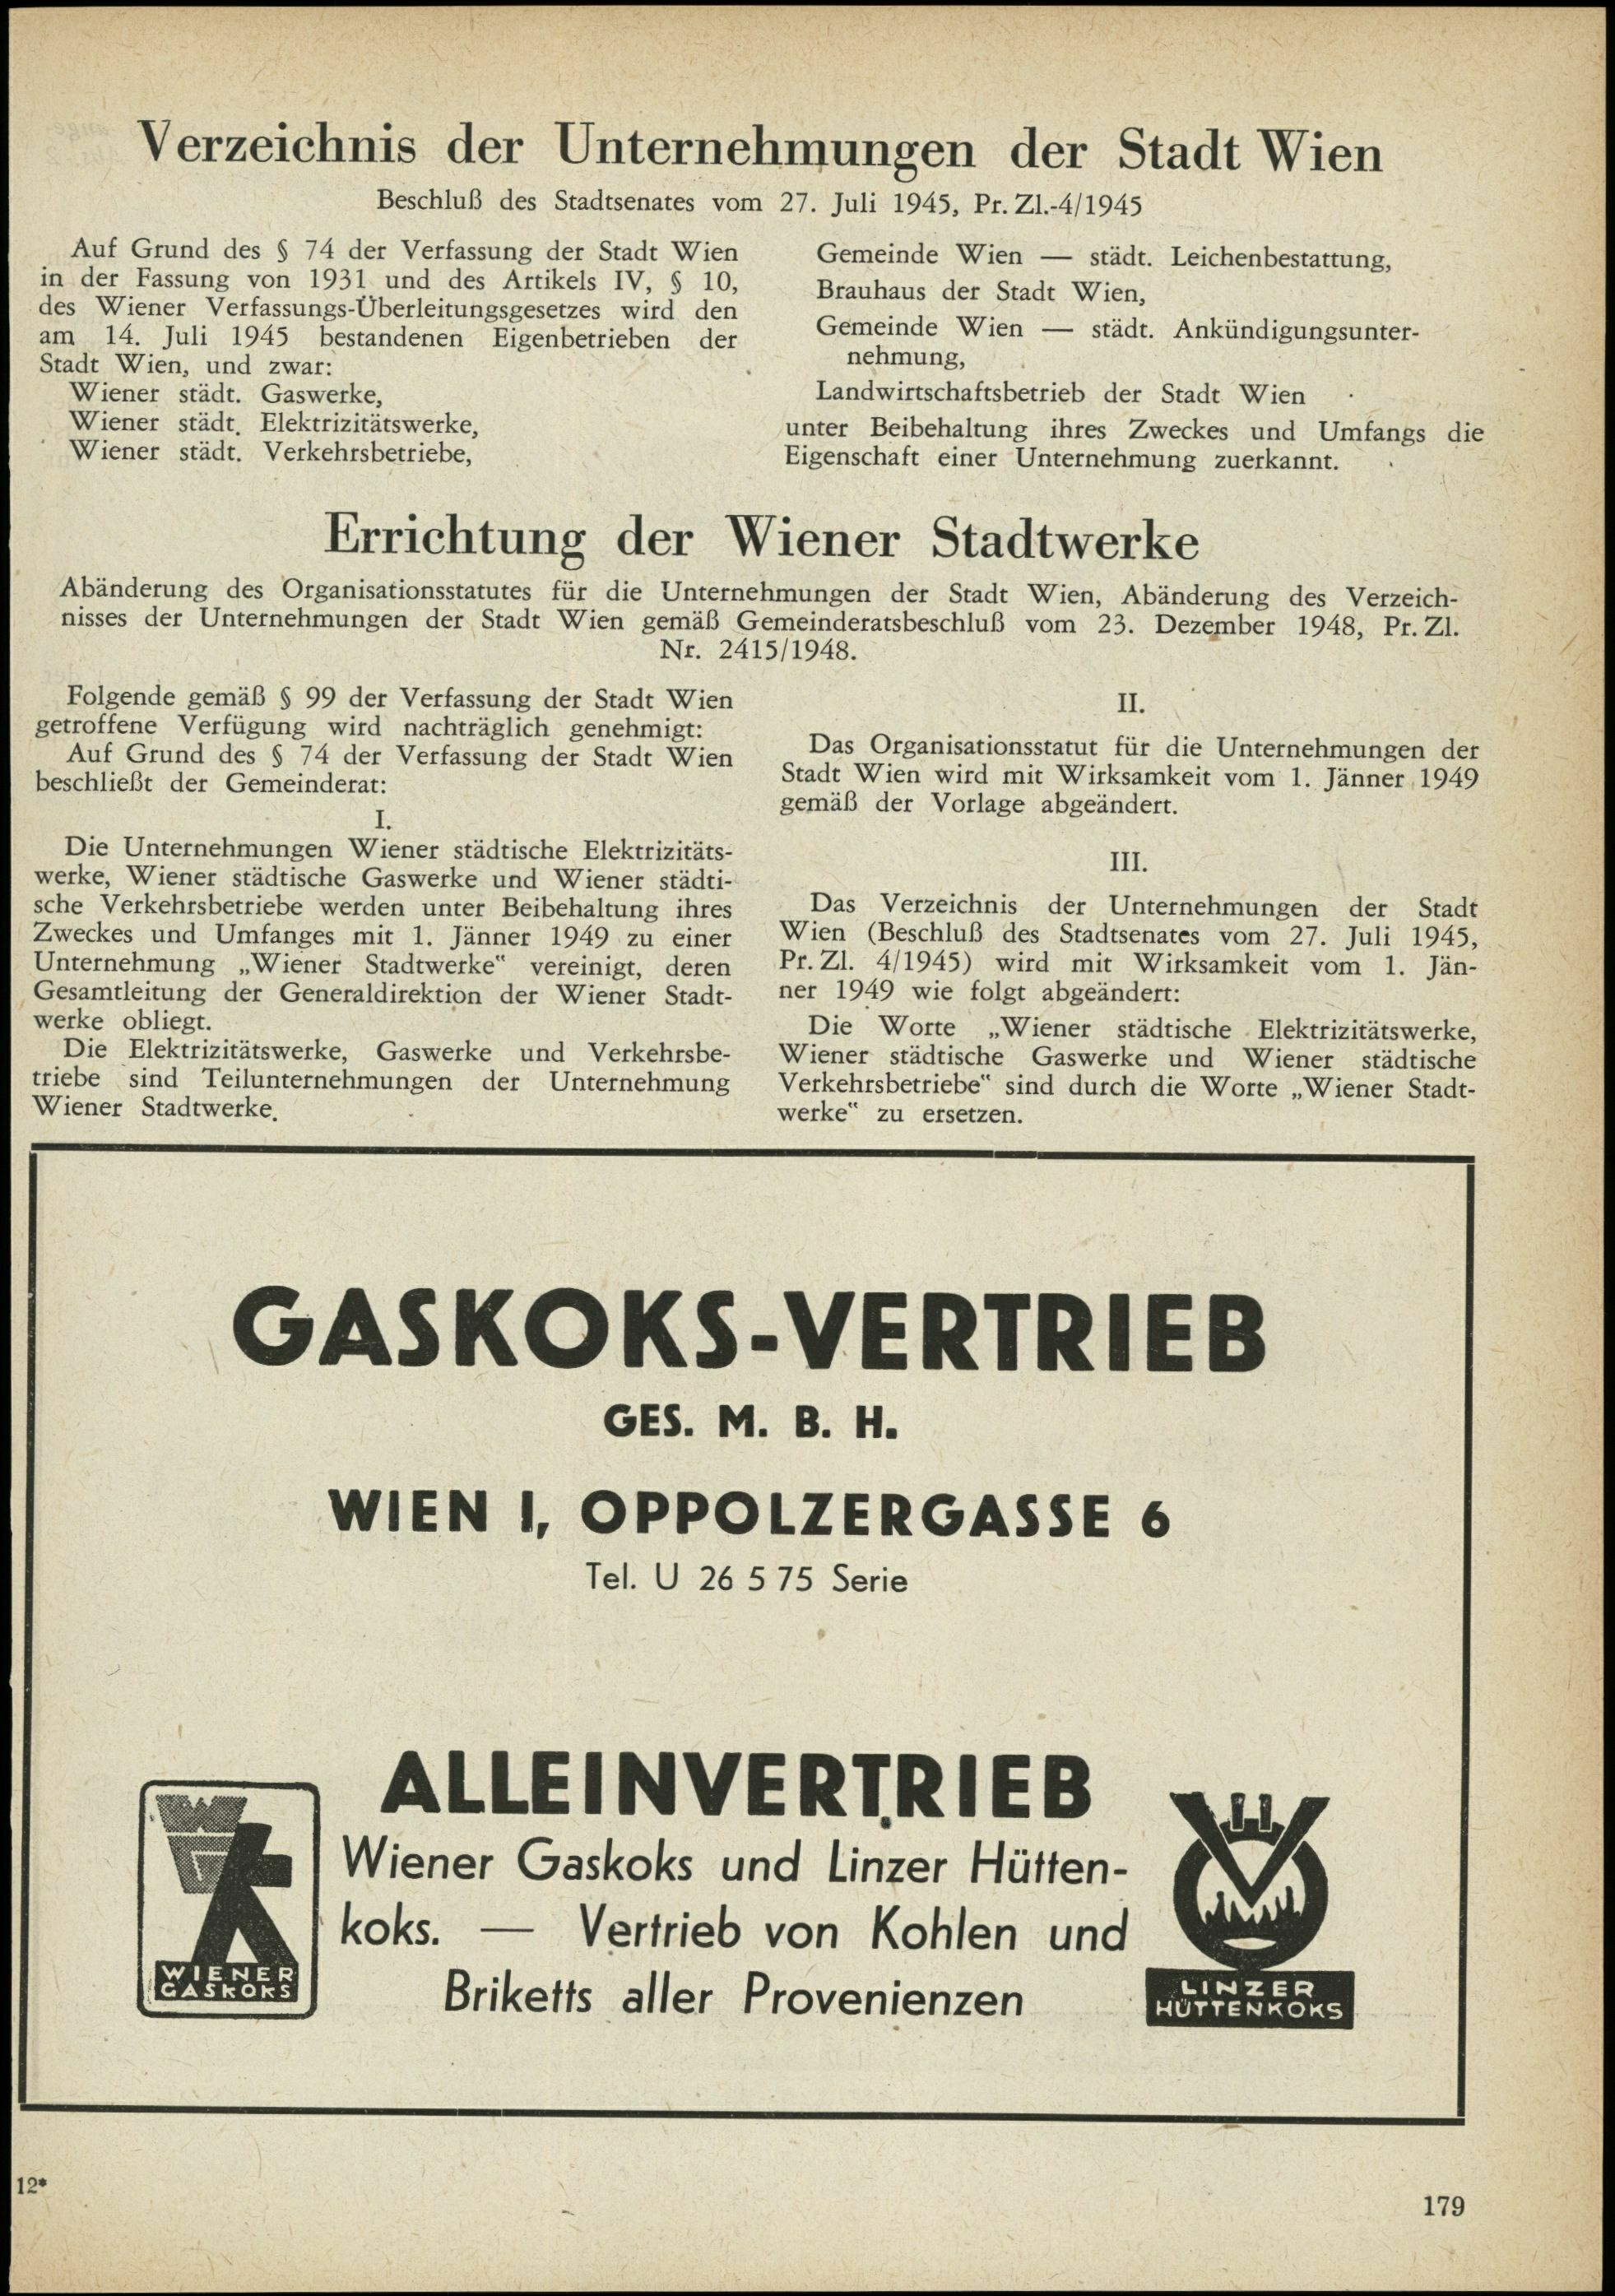 Verzeichnis der Unternehmungen der Stadt Wien
Beschluß des Stadtsenates vom 27. Juli 1945, Pr. Zl.-4/1945
Auf Grund des § 74 der Verfassung der Stadt Wien
in der Fassung von 1931 und des Artikels IV, § 10,
des Wiener Verfassungs-Überleitungsgesetzes wird den
am 14. Juli 1945 bestandenen Eigenbetrieben der
Stadt Wien, und zwar:
Wiener städt. Gaswerke,
Wiener städt. Elektrizitätswerke,
Wiener städt. Verkehrsbetriebe,
Gemeinde Wien — städt. Leichenbestattung,
Brauhaus der Stadt Wien,
Gemeinde Wien — städt. Ankündigungsunter-
nehmung,
Landwirtschaftsbetrieb der Stadt Wien
unter Beibehaltung ihres Zweckes und Umfangs die
Eigenschaft einer Unternehmung zuerkannt.
Errichtung der Wiener Stadtwerke
Abänderung des Organisationsstatutes für die Unternehmungen der Stadt Wien, Abänderung des Verzeich-
nisses der Unternehmungen der Stadt Wien gemäß Gemeinderatsbeschluß vom 23. Dezember 1948, Pr. Zl.
Nr. 2415/1948.
Folgende gemäß § 99 der Verfassung der Stadt Wien
getroffene Verfügung wird nachträglich genehmigt:
Auf Grund des § 74 der Verfassung der Stadt Wien
beschließt der Gemeinderat:
I.
Die Unternehmungen Wiener städtische Elektrizitäts-
werke, Wiener städtische Gaswerke und Wiener städti-
sche Verkehrsbetriebe werden unter Beibehaltung ihres
Zweckes und Umfanges mit 1. Jänner 1949 zu einer
Unternehmung „Wiener Stadtwerke" vereinigt, deren
Gesamtleitung der Generaldirektion der Wiener Stadt-
werke obliegt.
Die Elektrizitätswerke, Gaswerke und Verkehrsbe-
triebe sind Teilunternehmungen der Unternehmung
Wiener Stadtwerke.
II.
Das Organisationsstatut für die Unternehmungen der
Stadt Wien wird mit Wirksamkeit vom 1. Jänner 1949
gemäß der Vorlage abgeändert.
III.
Das Verzeichnis der Unternehmungen der Stadt
Wien (Beschluß des Stadtsenates vom 27. Juli 1945,
Pr. Zl. 4/1945) wird mit Wirksamkeit vom 1. Jän-
ner 1949 wie folgt abgeändert:
Die Worte „Wiener städtische Elektrizitätswerke,
Wiener städtische Gaswerke und Wiener städtische
Verkehrsbetriebe" sind durch die Worte „Wiener Stadt-
werke" zu ersetzen.
GASKOKS-VERTRIEB
GES. M. B. H.
WIEN I, OPPOLZERGASSE 6
Tel. U 26 5 75 Serie
ALLEINVERTRIEB
Wiener Gaskoks und Linzer Hütten-
koks. — Vertrieb von Kohlen und
Briketts aller Provenienzen
WIENER
GASKOKS
LINZER
HÜTTENKOKS
12*
179